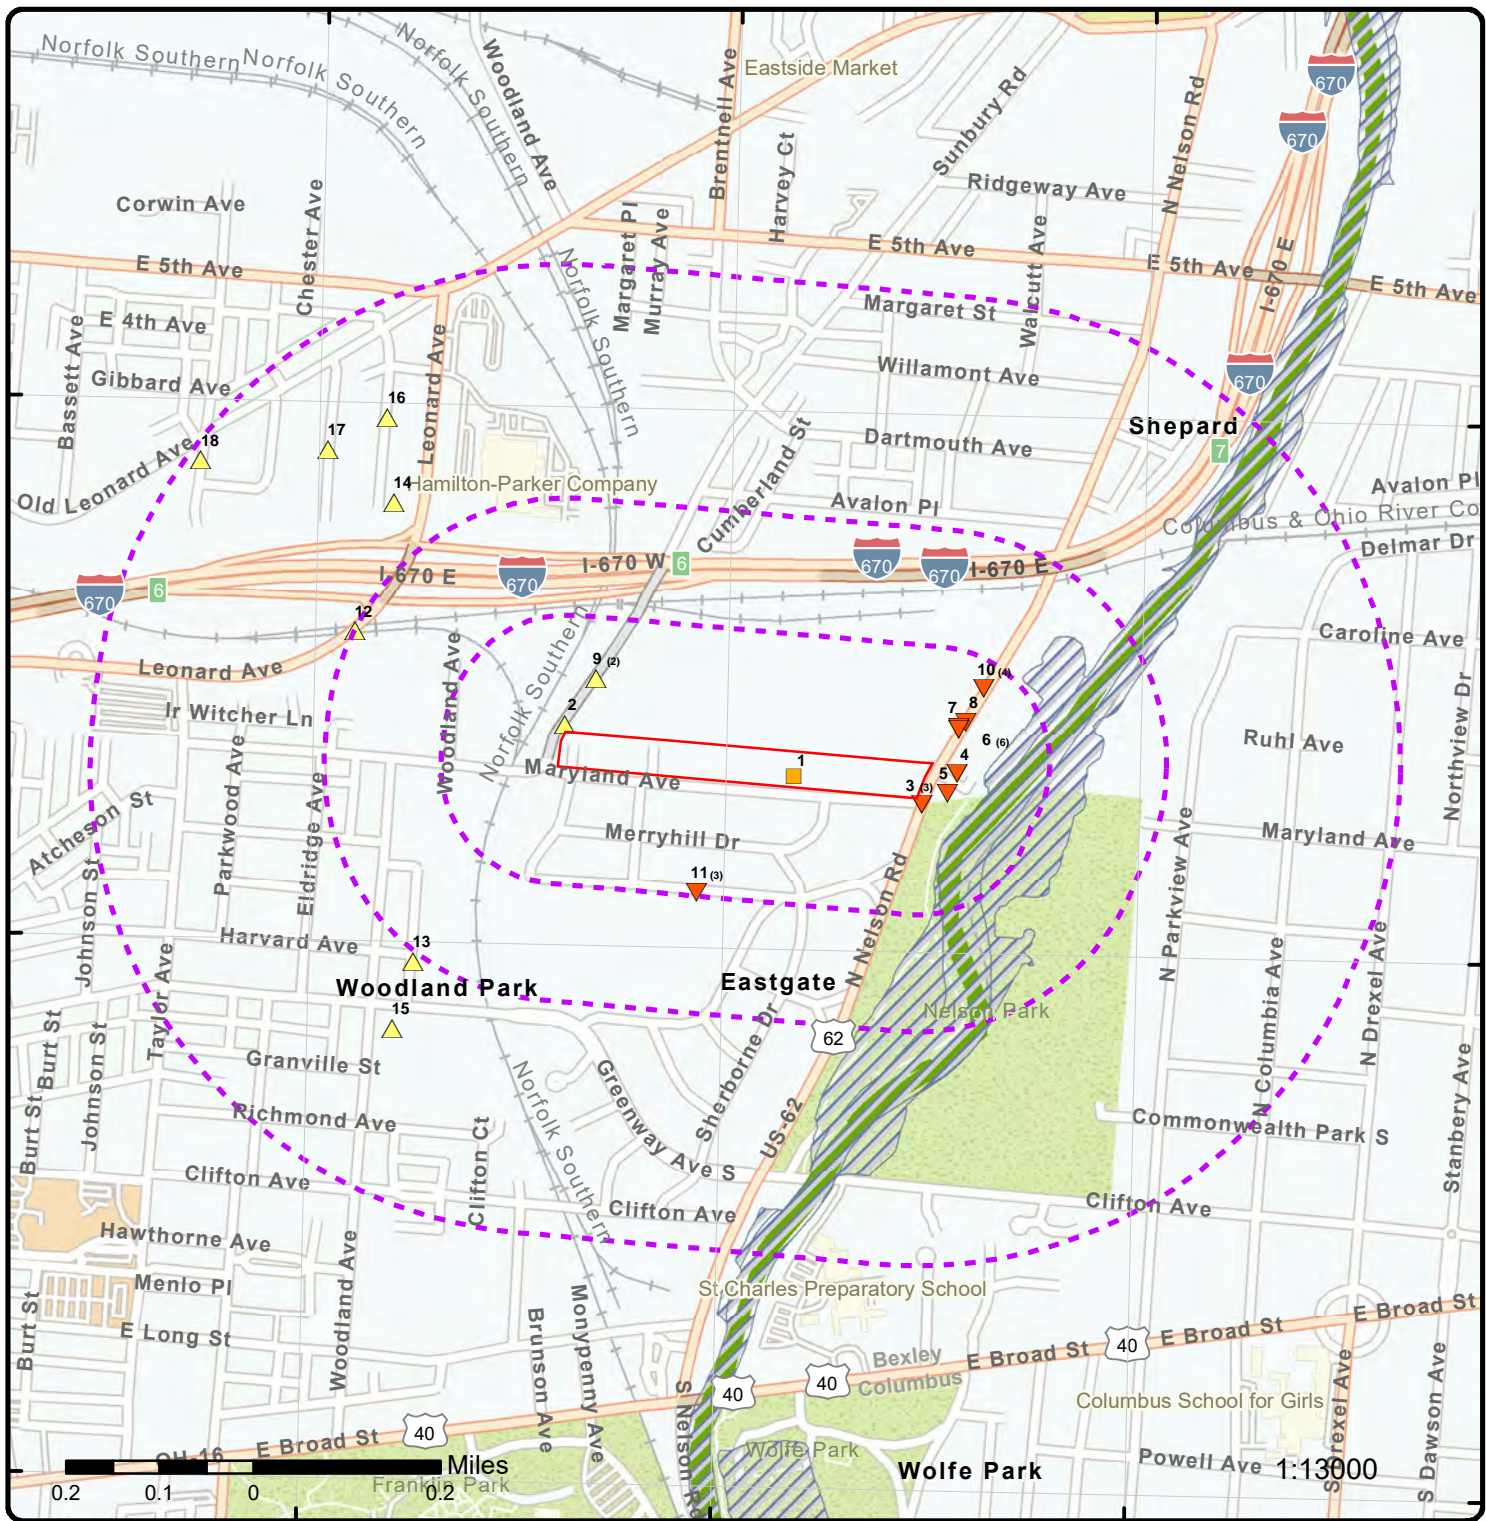 Norfolk Southern
Norfolk Southern
Norfolk Southern
Woodland Ave
Brentnell Ave
Eastside Market
Harvey Ct
Sunbury Rd
N Nelson Rd
670
670
Ridgeway Ave
Corwin Ave
Chester Ave
Margaret Pl
Murray Ave
E 5th Ave
E 5th Ave
Walcutt Ave
E 5th Ave
I-670 E
E 5th Ave
Norfolk Southern
Bassett Ave
E 4th Ave
Margaret St
Gibbard Ave
Leonard Ave
Willamont Ave
670
16
17
18
Old Leonard Ave
14
Hamilton-Parker Company
Cumberland St
Dartmouth Ave
Shepard
7
Avalon Pl
Avalon Pl
Columbus & Ohio River Co
Delmar Dr
I-670 W
6
670
670
I-670 E
I-670 E
670
6
670
12
Leonard Ave
Norfolk Southern
Woodland Ave
9 (2)
2
10 (4)
7
8
6 (6)
4
5
3 (3)
1
Caroline Ave
Northview Dr
Ir Witcher Ln
Ruhl Ave
Maryland Ave
Maryland Ave
Merryhill Dr
Atcheson St
Parkwood Ave
Eldridge Ave
Johnson St
11 (3)
N Nelson Rd
N Parkview Ave
N Columbia Ave
N Drexel Ave
Harvard Ave
13
Taylor Ave
Woodland Park
Eastgate
15
62
Nelson Park
Burt St
Burt St
Johnson St
Granville St
Richmond Ave
Norfolk Southern
Greenway Ave S
Sherborne Dr
US-62
Commonwealth Park S
Stanbery Ave
Clifton Ave
Clifton Ct
Clifton Ave
Clifton Ave
Hawthorne Ave
Menlo Pl
E Long St
Burt St
Woodland Ave
Brunson Ave
Monypenny Ave
St Charles Preparatory School
E Broad St
E Broad St
E Broad St
40
Bexley
Columbus
40
40
40
S Nelson Rd
E Broad St
OH-16
Columbus School for Girls
S Drexel Ave
S Dawson Ave
Powell Ave
Wolfe Park
Wolfe Park
Franklin Park
Miles
0.2
0.1
0
0.2
1:13000